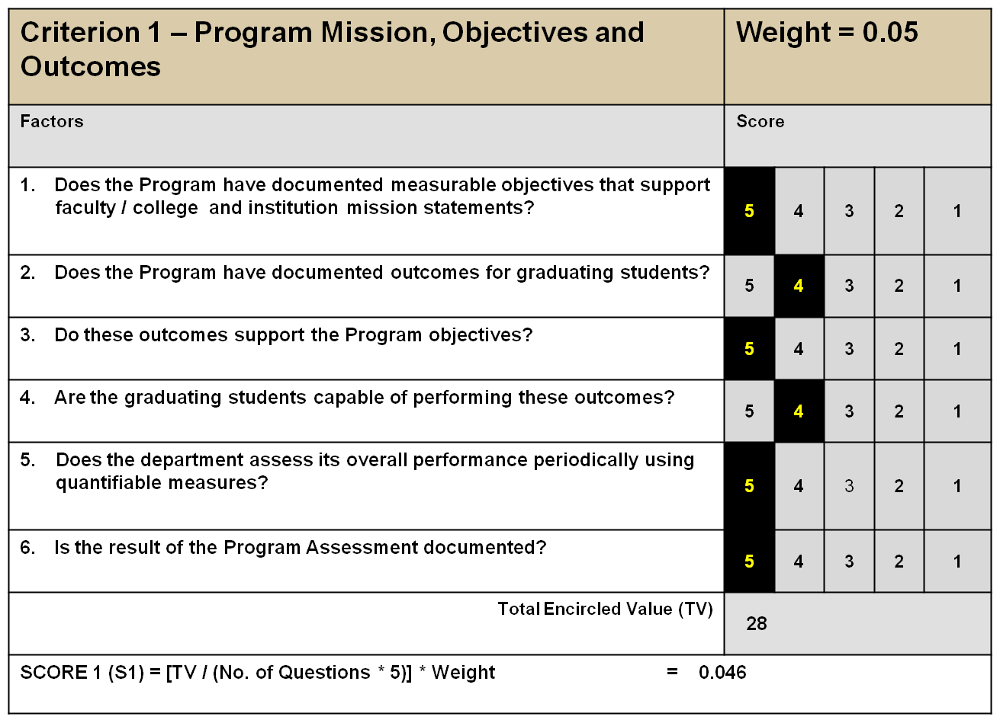 Criterion 1 – Program Mission, Objectives and Weight = 0.05
Outcomes
Factors Score
1. Does the Program have documented measurable objectives that support
faculty / college and institution mission statements?
5 4 3 2 1
2. Does the Program have documented outcomes for graduating students?
5 4 3 2 1
3. Do these outcomes support the Program objectives?
5 4 3 2 1
4. Are the graduating students capable of performing these outcomes?
5 4 3 2 1
5. Does the department assess its overall performance periodically using
quantifiable measures?
5 4 3 2 1
6. Is the result of the Program Assessment documented?
5 4 3 2 1
Total Encircled Value (TV)
28
SCORE 1 (S1) = [TV / (No. of Questions * 5)] * Weight = 0.046